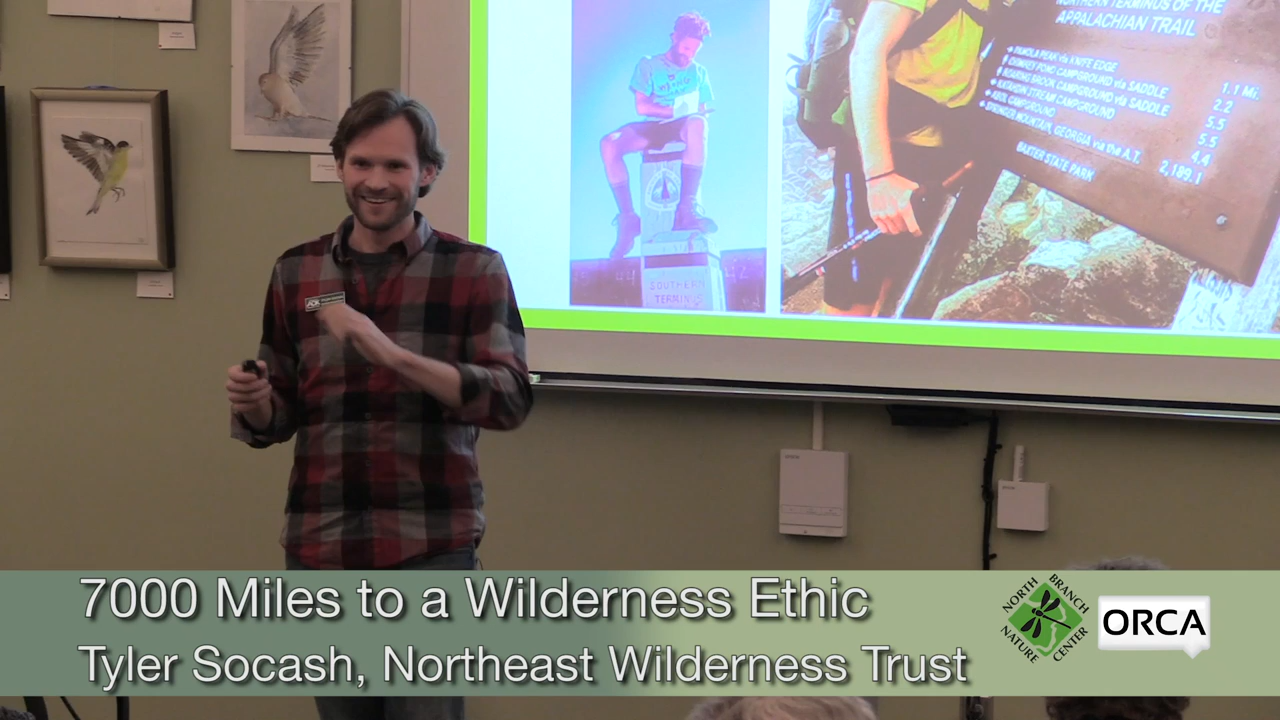 NORTHERN TERMINUS OF THE
APPALACHIAN TRAIL
PAMOLA PEAK via KNIFE EDGE 1.1 Mi.
CHIMNEY POND CAMPGROUND via SADDLE 2.2
ROARING BROOK CAMPGROUND via SADDLE 5.5
KATAHDIN STREAM CAMPGROUND 5.5
ABOL CAMPGROUND 4.4
SPRINGER MOUNTAIN, GEORGIA via the A.T. 2,189.1
BAXTER STATE PARK
SOUTHERN
TERMINUS
7000 Miles to a Wilderness Ethic
Tyler Socash, Northeast Wilderness Trust
NORTH BRANCH
NATURE CENTER
ORCA